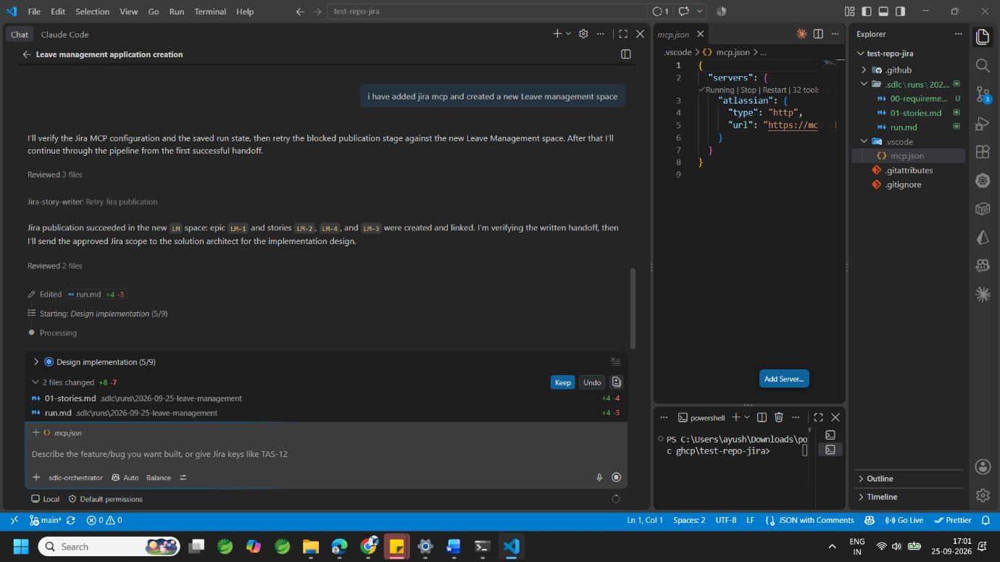 File Edit Selection View Go Run Terminal Help
test-repo-jira
1
Chat Claude Code
Leave management application creation
i have added jira mcp and created a new Leave management space
I'll verify the Jira MCP configuration and the saved run state, then retry the blocked publication stage against the new Leave Management space. After that I'll
continue through the pipeline from the first successful handoff.
Reviewed 3 files
Jira-story-writer: Retry Jira publication
Jira publication succeeded in the new LM space: epic LM-1 and stories LM-2, LM-4, and LM-3 were created and linked. I'm verifying the written handoff, then
I'll send the approved Jira scope to the solution architect for the implementation design.
Reviewed 2 files
Edited run.md +4 -3
Starting: Design implementation (5/9)
Processing
Design implementation (5/9)
2 files changed +8 -7
Keep Undo
01-stories.md .sdlc\runs\2026-09-25-leave-management +4 -4
run.md .sdlc\runs\2026-09-25-leave-management +4 -3
mcp.json
Describe the feature/bug you want built, or give Jira keys like TAS-12
sdlc-orchestrator Auto Balance
Local Default permissions
mcp.json
.vscode > {} mcp.json > ...
1 {
2 "servers": {
Running | Stop | Restart | 32 tools
3 "atlassian": {
4 "type": "http",
5 "url": "https://mcp
6 }
7 }
8 }
9
Add Server...
powershell
PS C:\Users\ayush\Downloads\po
c ghcp\test-repo-jira>
Explorer
test-repo-jira
.github
.sdlc\runs\202...
00-requireme... U
01-stories.md
run.md
.vscode
mcp.json
.gitattributes
.gitignore
3
Outline
Timeline
main* 0 0
Ln 1, Col 1 Spaces: 2 UTF-8 LF {} JSON with Comments Go Live Prettier
Search
ENG
IN
17:01
25-09-2026